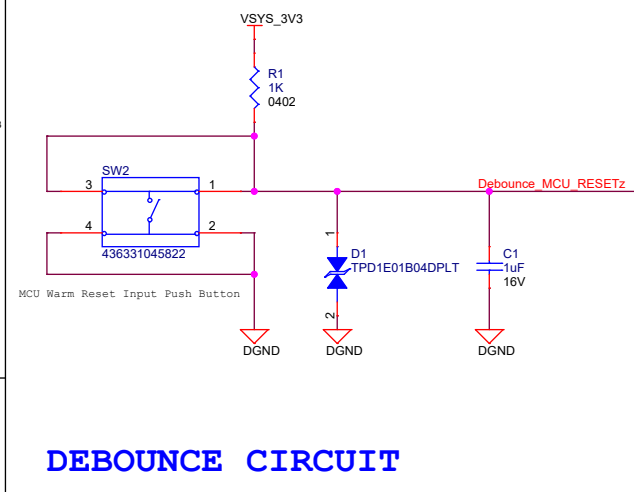 VSYS_3V3
R1
1K
0402
SW2
3
1
4
2
436331045822
MCU Warm Reset Input Push Button
Debounce_MCU_RESETz
1
D1
TPD1E01B04DPLT
2
C1
1uF
16V
DGND
DGND
DGND
DEBOUNCE CIRCUIT